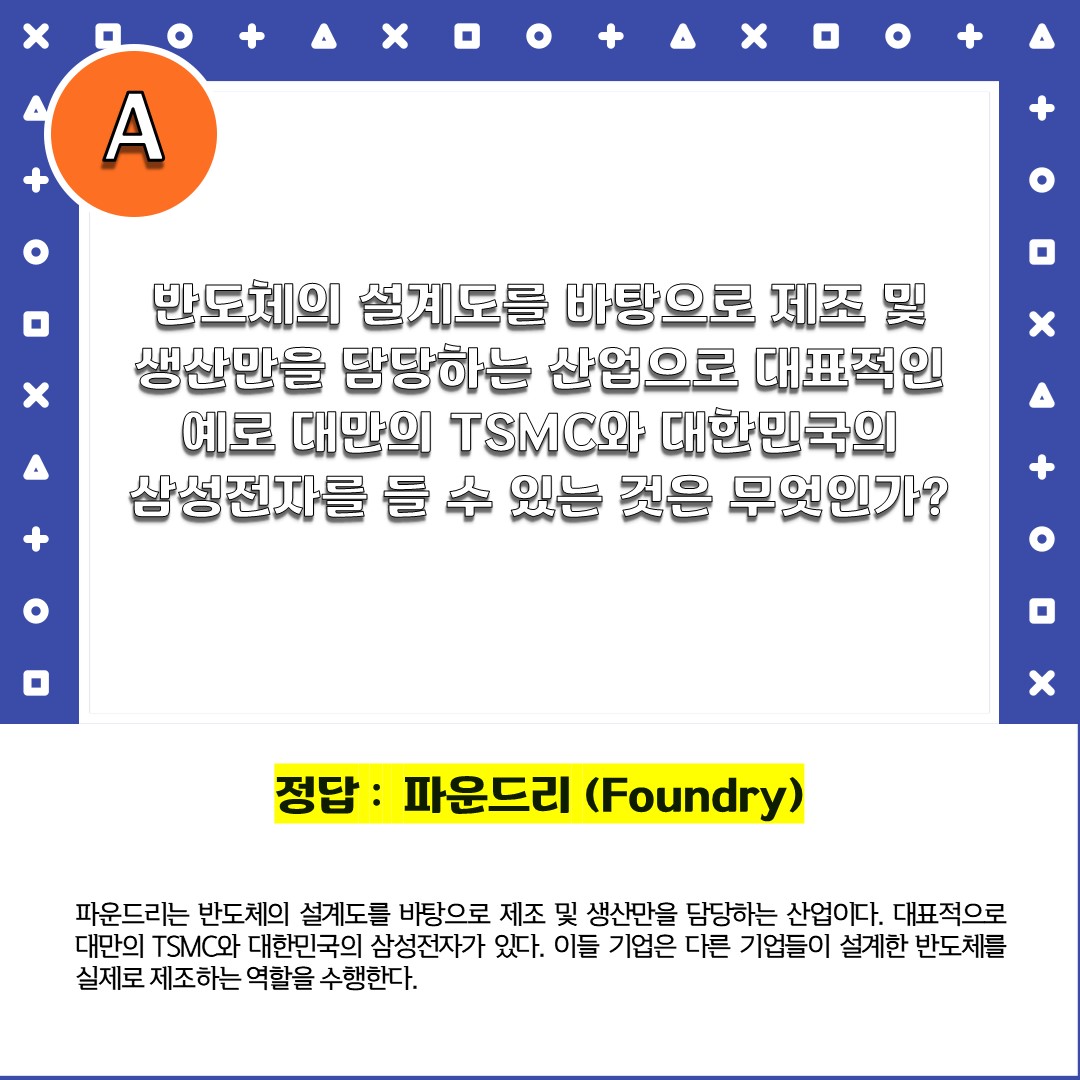 A
반도체의 설계도를 바탕으로 제조 및
생산만을 담당하는 산업으로 대표적인
예로 대만의 TSMC와 대한민국의
삼성전자를 들 수 있는 것은 무엇인가?
정답 : 파운드리 (Foundry)
파운드리는 반도체의 설계도를 바탕으로 제조 및 생산만을 담당하는 산업이다. 대표적으로
대만의 TSMC와 대한민국의 삼성전자가 있다. 이들 기업은 다른 기업들이 설계한 반도체를
실제로 제조하는 역할을 수행한다.